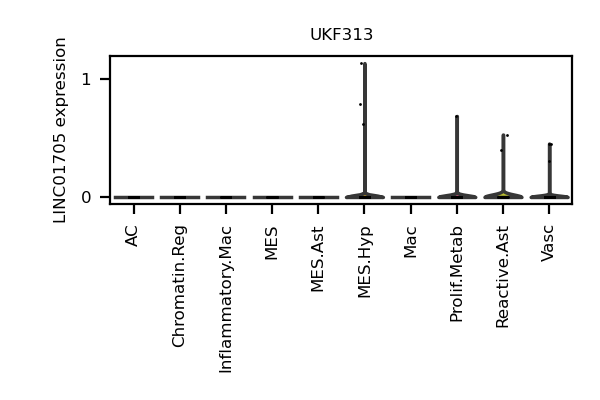 UKF313
LINC01705 expression
1
0
AC
Chromatin.Reg
Inflammatory.Mac
MES
MES.Ast
MES.Hyp
Mac
Prolif.Metab
Reactive.Ast
Vasc